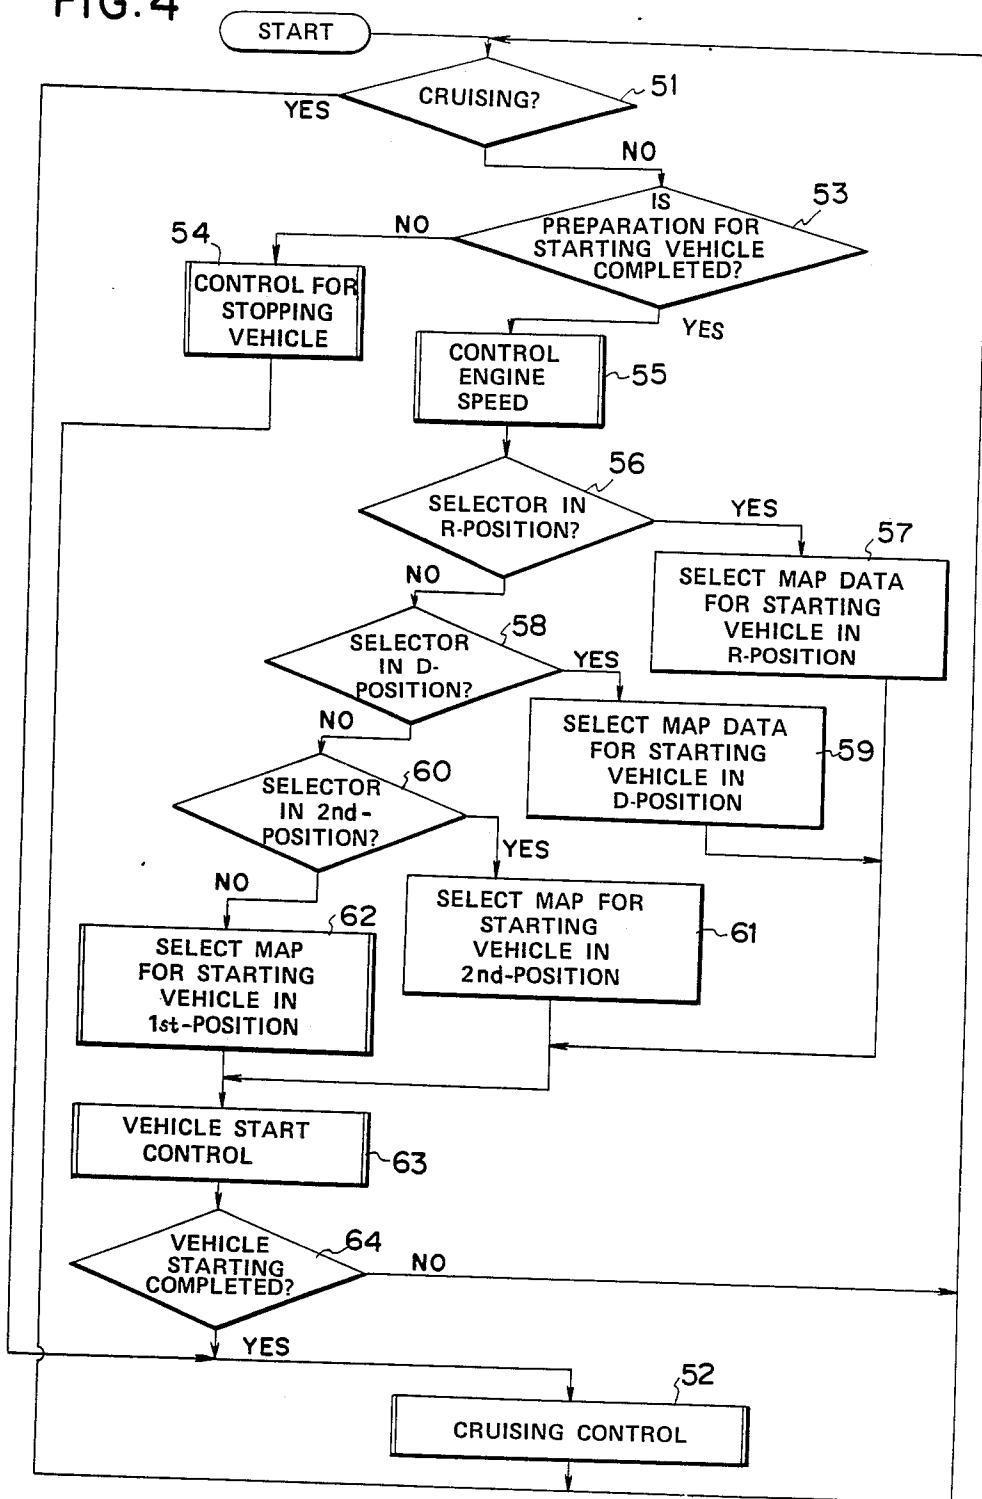 FIG. 4
START
CRUISING?
51
YES
NO
IS
PREPARATION FOR
STARTING VEHICLE
COMPLETED?
53
NO
54
CONTROL FOR
STOPPING
VEHICLE
YES
CONTROL
ENGINE
SPEED
55
56
SELECTOR IN
R-POSITION?
YES
57
SELECT MAP DATA
FOR STARTING
VEHICLE IN
R-POSITION
NO
58
SELECTOR
IN D-
POSITION?
YES
SELECT MAP DATA
FOR STARTING
VEHICLE IN
D-POSITION
59
NO
60
SELECTOR
IN 2nd-
POSITION?
YES
SELECT MAP FOR
STARTING
VEHICLE IN
2nd-POSITION
61
NO
62
SELECT MAP
FOR STARTING
VEHICLE IN
1st-POSITION
VEHICLE START
CONTROL
63
VEHICLE
STARTING
COMPLETED?
64
NO
YES
52
CRUISING CONTROL